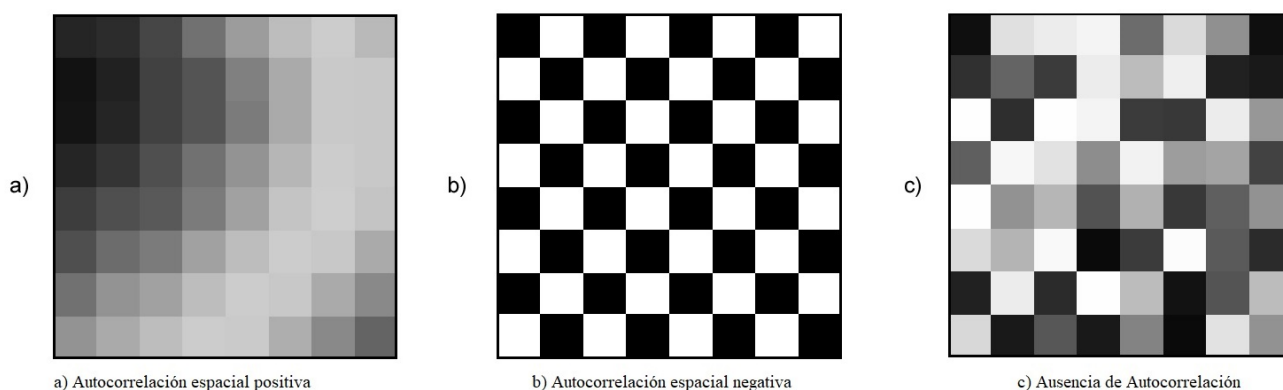 a)
b)
c)
a) Autocorrelación espacial positiva
b) Autocorrelación espacial negativa
c) Ausencia de Autocorrelación